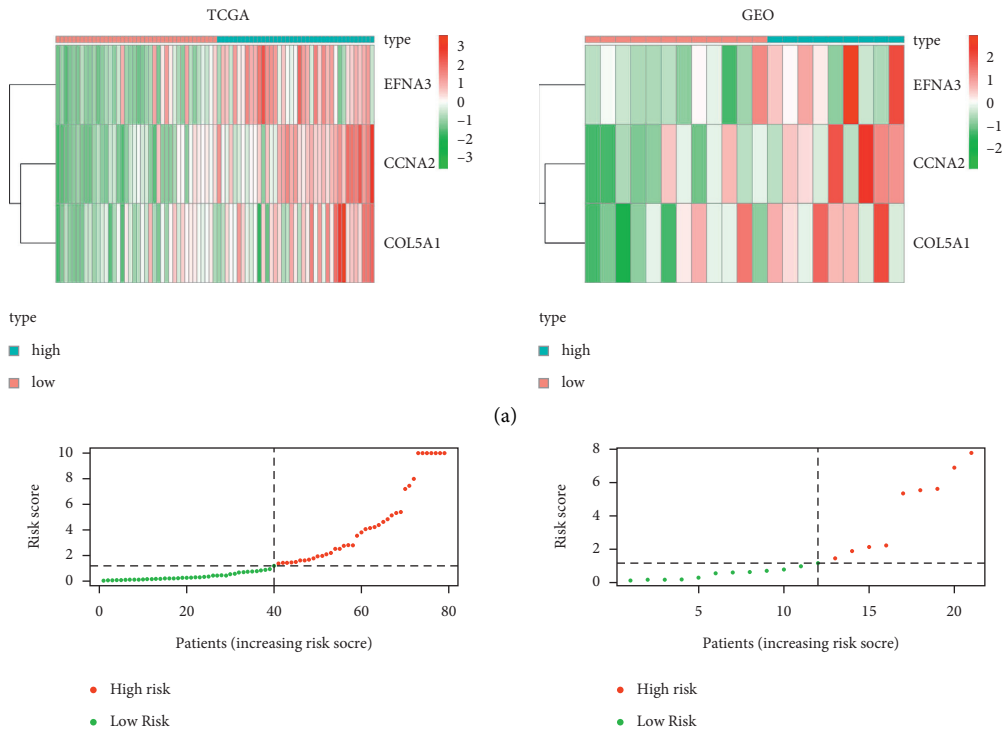 TCGA
type
3
2
1
0
−1
−2
−3
EFNA3
CCNA2
COL5A1
type
high
low
GEO
type
2
1
0
−1
−2
EFNA3
CCNA2
COL5A1
type
high
low
(a)
10
8
6
4
2
0
Risk score
0 20 40 60 80
Patients (increasing risk socre)
High risk
Low Risk
8
6
4
2
0
Risk score
5 10 15 20
Patients (increasing risk socre)
High risk
Low Risk